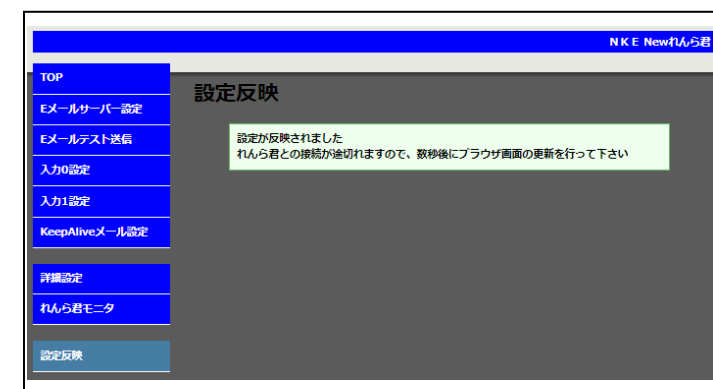 NKE Newれんら君
TOP
Eメールサーバー設定
Eメールテスト送信
入力0設定
入力1設定
KeepAliveメール設定
詳細設定
れんら君モニタ
設定反映
設定反映
設定が反映されました
れんら君との接続が途切れますので、数秒後にブラウザ画面の更新を行って下さい